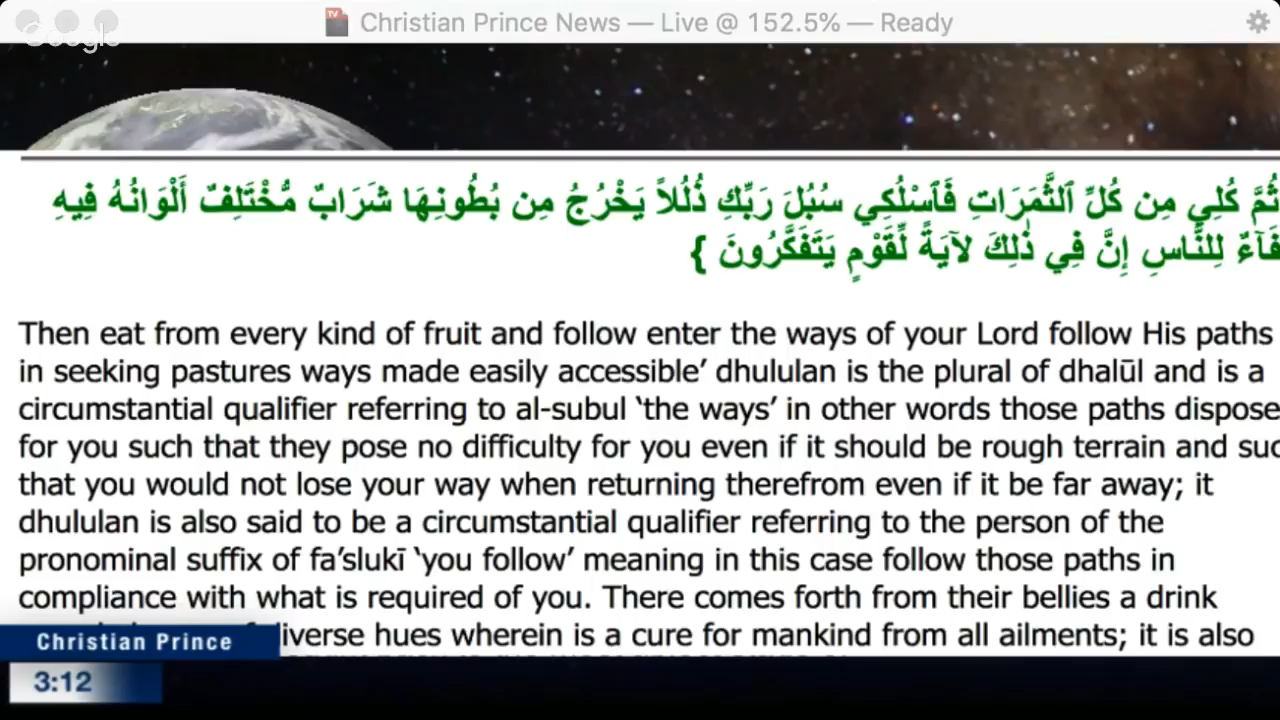 Christian Prince News — Live @ 152.5% — Ready
Google
ثُمَّ كُلِي مِن كُلِّ ٱلثَّمَرَاتِ فَٱسْلُكِي سُبُلَ رَبِّكِ ذُلُلاً يَخْرُجُ مِن بُطُونِهَا شَرَابٌ مُّخْتَلِفٌ أَلْوَانُهُ فِيهِ
فَآءٌ لِلنَّاسِ إِنَّ فِي ذٰلِكَ لآيَةً لِّقَوْمٍ يَتَفَكَّرُونَ }
Then eat from every kind of fruit and follow enter the ways of your Lord follow His paths
in seeking pastures ways made easily accessible’ dhululan is the plural of dhalūl and is a
circumstantial qualifier referring to al-subul ‘the ways’ in other words those paths dispose
for you such that they pose no difficulty for you even if it should be rough terrain and suc
that you would not lose your way when returning therefrom even if it be far away; it
dhululan is also said to be a circumstantial qualifier referring to the person of the
pronominal suffix of fa’slukī ‘you follow’ meaning in this case follow those paths in
compliance with what is required of you. There comes forth from their bellies a drink
diverse hues wherein is a cure for mankind from all ailments; it is also
Christian Prince
3:12